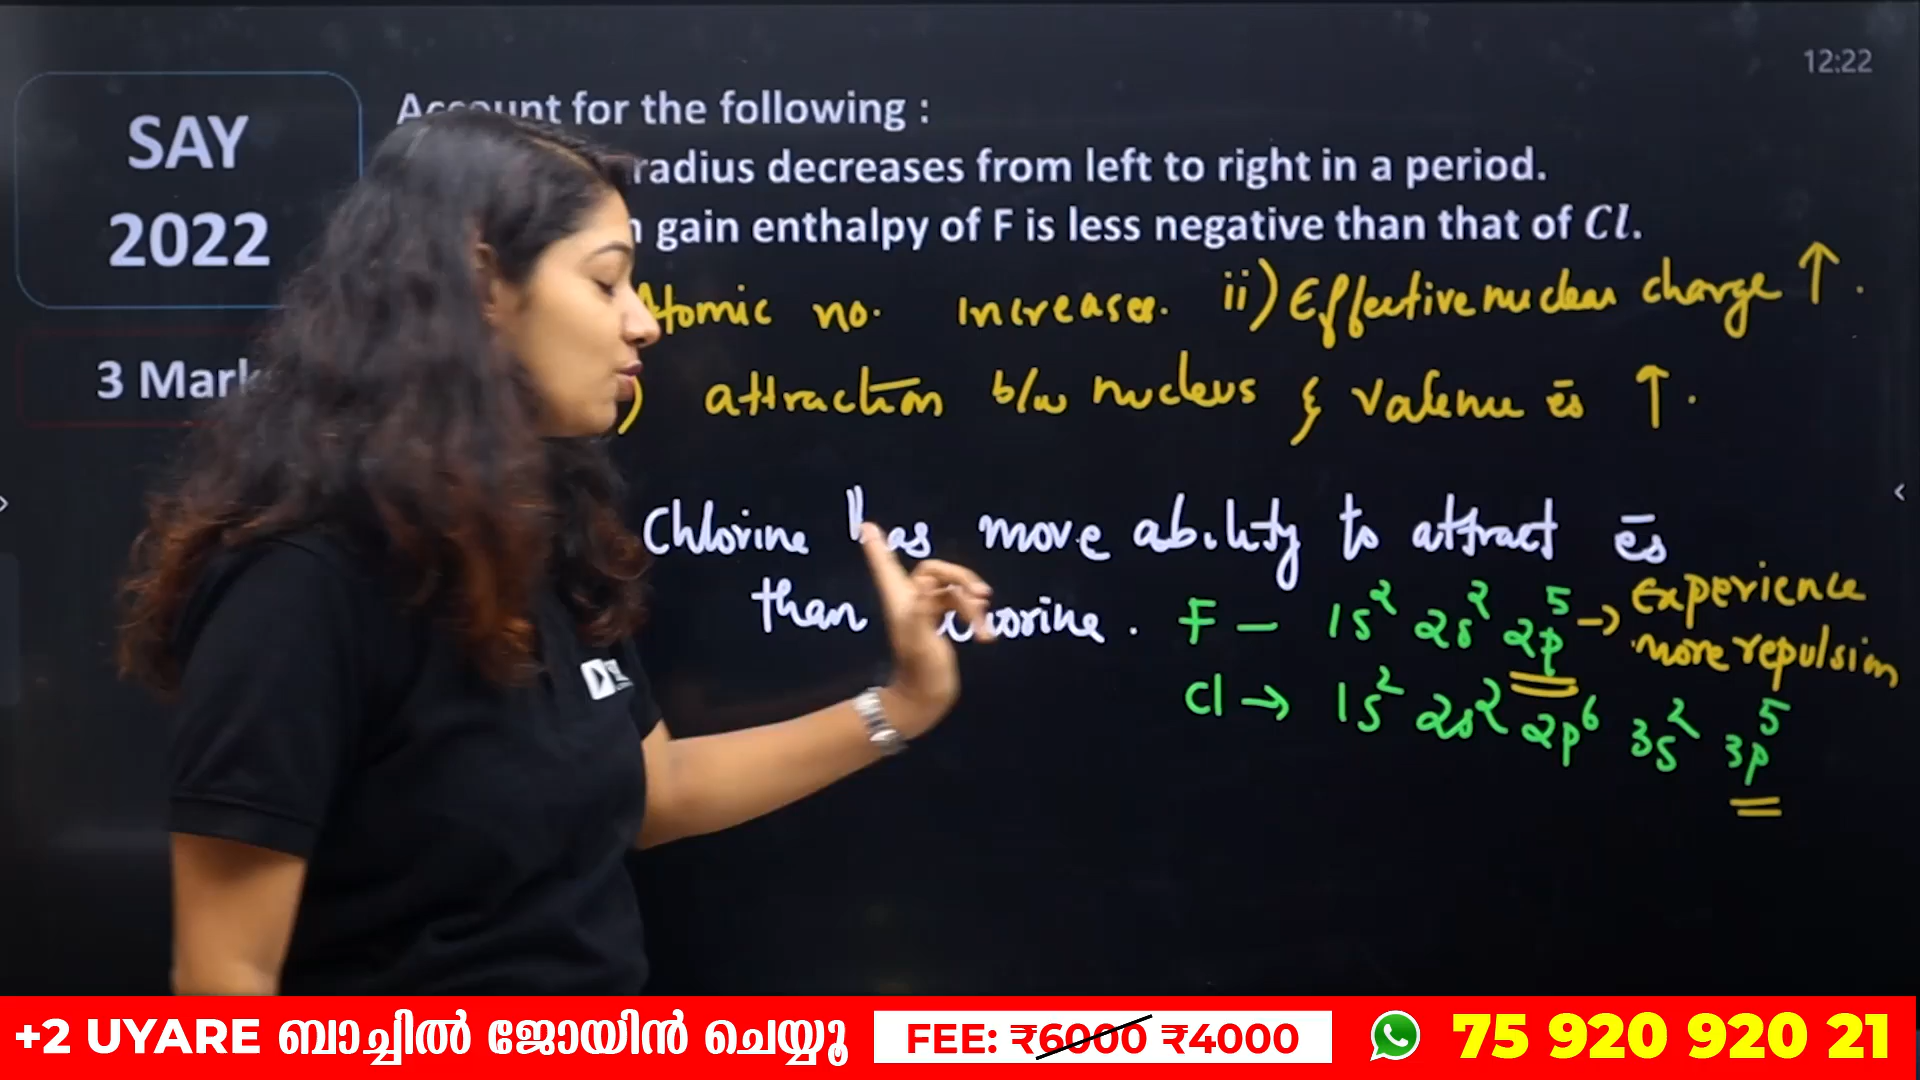 12:22
SAY
2022
3 Mark
Account for the following :
radius decreases from left to right in a period.
gain enthalpy of F is less negative than that of Cl.
Atomic no. increases. ii) Effective nuclear charge ↑.
) attraction b/w nucleus & valence ēs ↑.
Chlorine has more ability to attract ēs
than
F – 1s² 2s² 2p⁵ → Experience
more repulsion
Cl → 1s² 2s² 2p⁶ 3s² 3p⁵
+2 UYARE ബാച്ചിൽ ജോയിൻ ചെയ്യൂ FEE: ₹6000 ₹4000 75 920 920 21